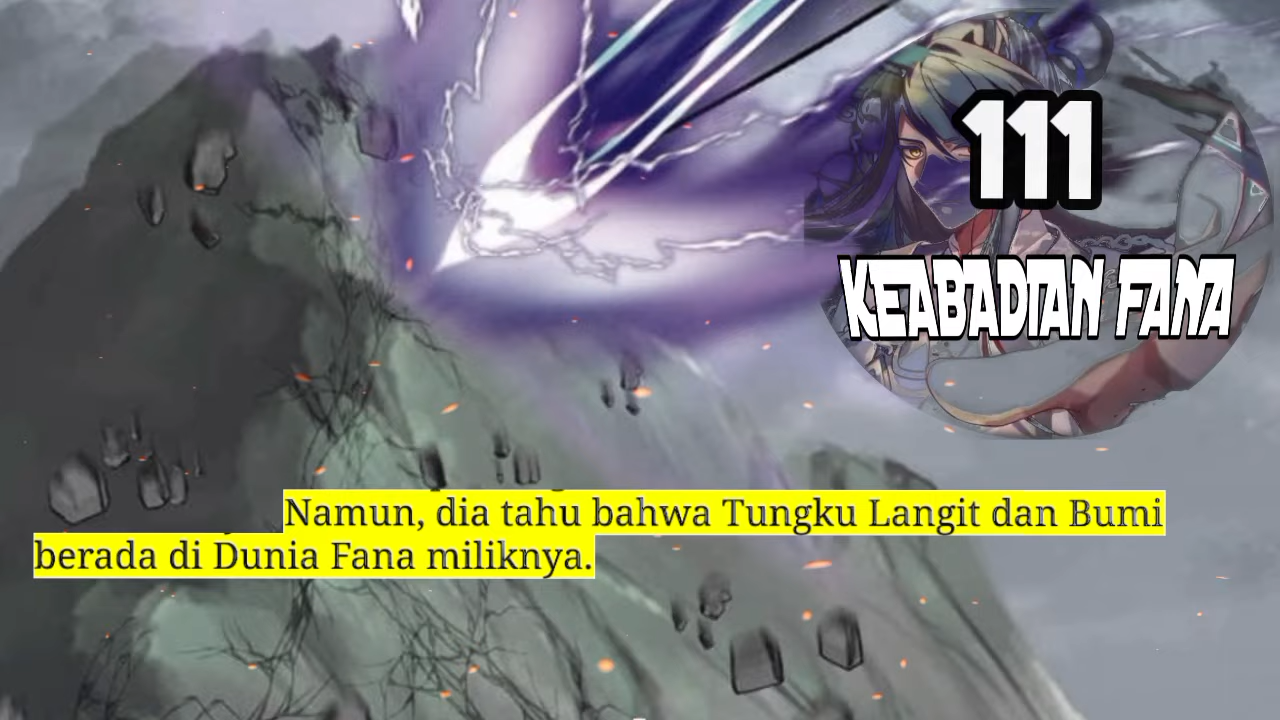 111
KEABADIAN FANA
Namun, dia tahu bahwa Tungku Langit dan Bumi
berada di Dunia Fana miliknya.